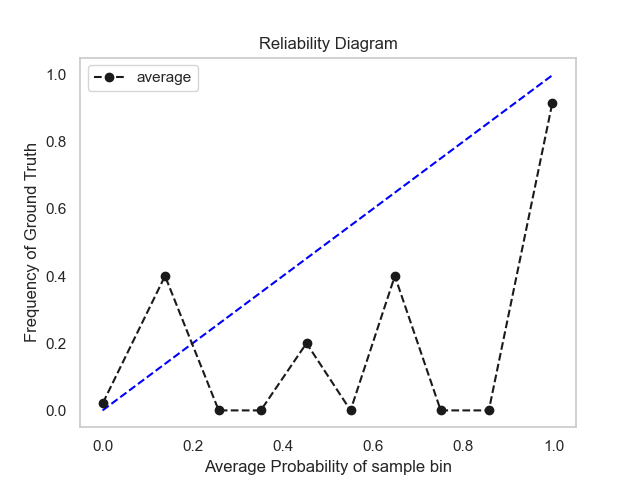 Reliability Diagram
average
1.0
0.8
0.6
0.4
0.2
0.0
Frequency of Ground Truth
0.0 0.2 0.4 0.6 0.8 1.0
Average Probability of sample bin